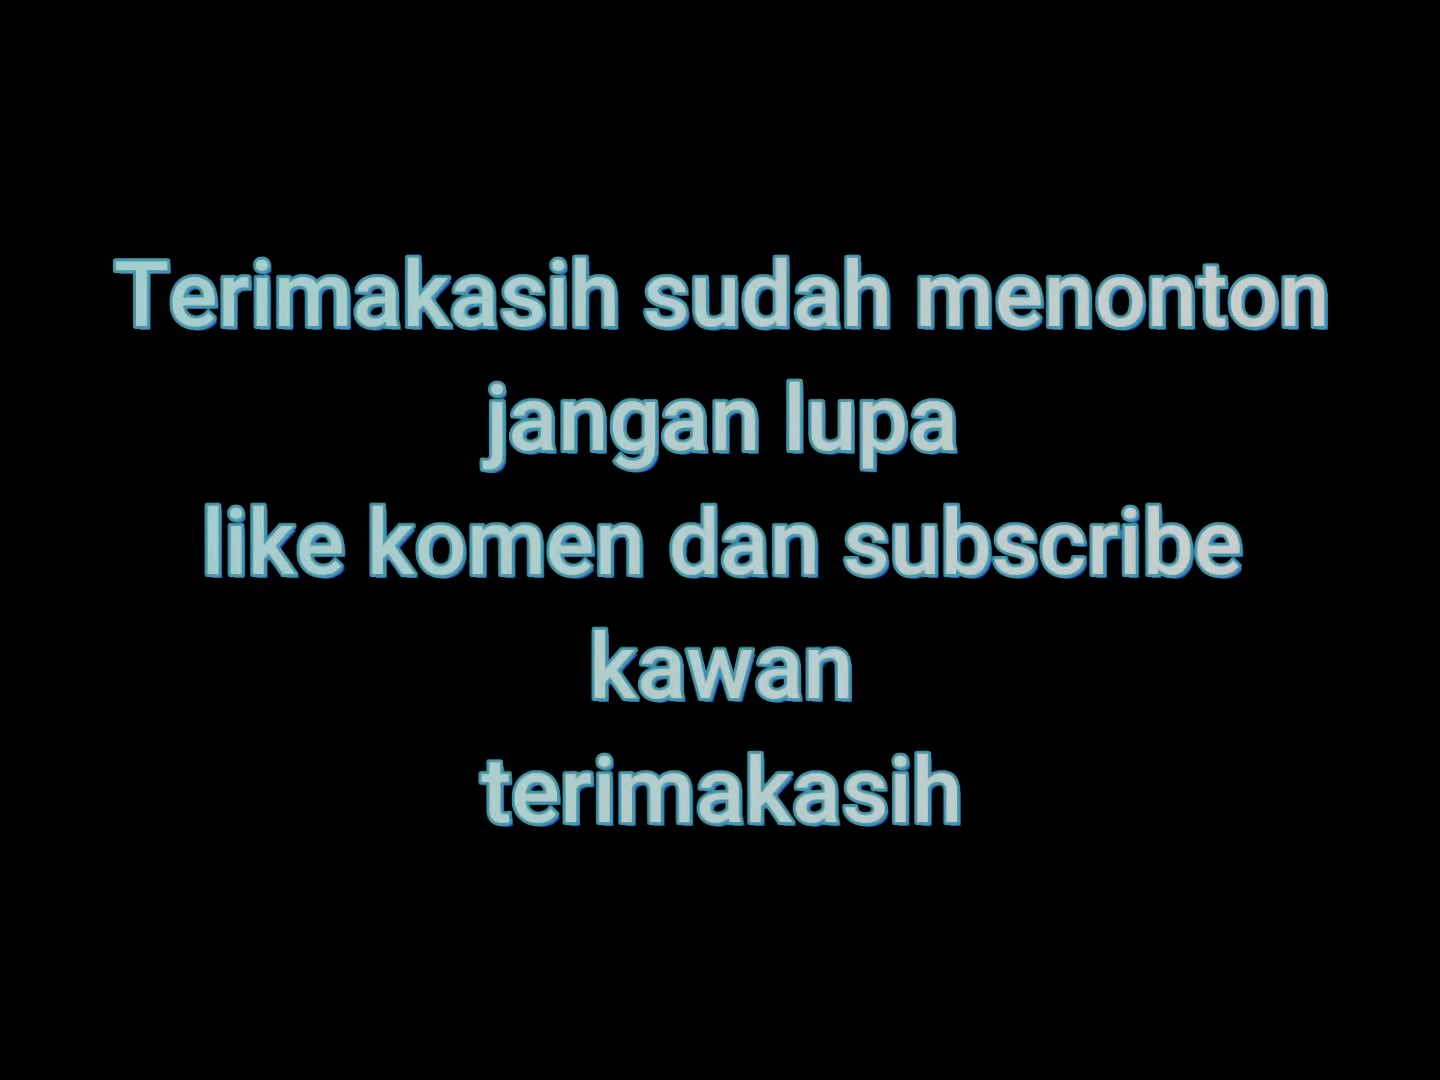 Terimakasih sudah menonton
jangan lupa
like komen dan subscribe
kawan
terimakasih